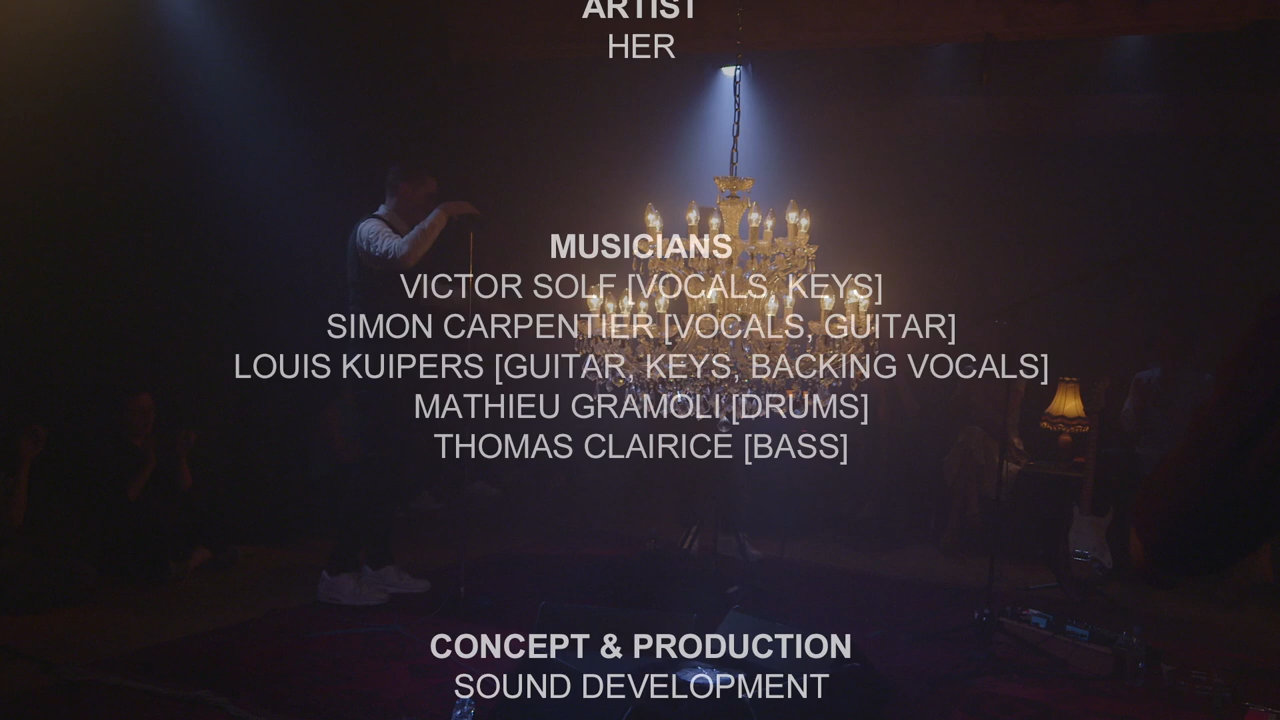 ARTIST
HER
MUSICIANS
VICTOR SOLF [VOCALS, KEYS]
SIMON CARPENTIER [VOCALS, GUITAR]
LOUIS KUIPERS [GUITAR, KEYS, BACKING VOCALS]
MATHIEU GRAMOLI [DRUMS]
THOMAS CLAIRICE [BASS]
CONCEPT & PRODUCTION
SOUND DEVELOPMENT